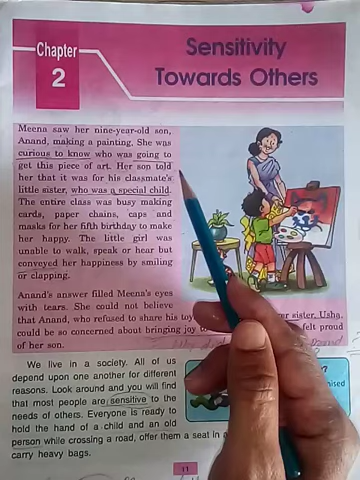 Chapter
2
Sensitivity
Towards Others
Meena saw her nine-year-old son,
Anand, making a painting. She was
curious to know who was going to
get this piece of art. Her son told
her that it was for his classmate's
little sister, who was a special child.
The entire class was busy making
cards, paper chains, caps and
masks for her fifth birthday to make
her happy. The little girl was
unable to walk, speak or hear but
conveyed her happiness by smiling
or clapping.
Anand's answer filled Meena's eyes
with tears. She could not believe
that Anand, who refused to share his toy sister, Usha,
could be so concerned about bringing joy to felt proud
of her son.
We live in a society. All of us
depend upon one another for different
reasons. Look around and you will find
that most people are sensitive to the
needs of others. Everyone is ready to
hold the hand of a child and an old
person while crossing a road, offer them a seat in a
carry heavy bags.
11